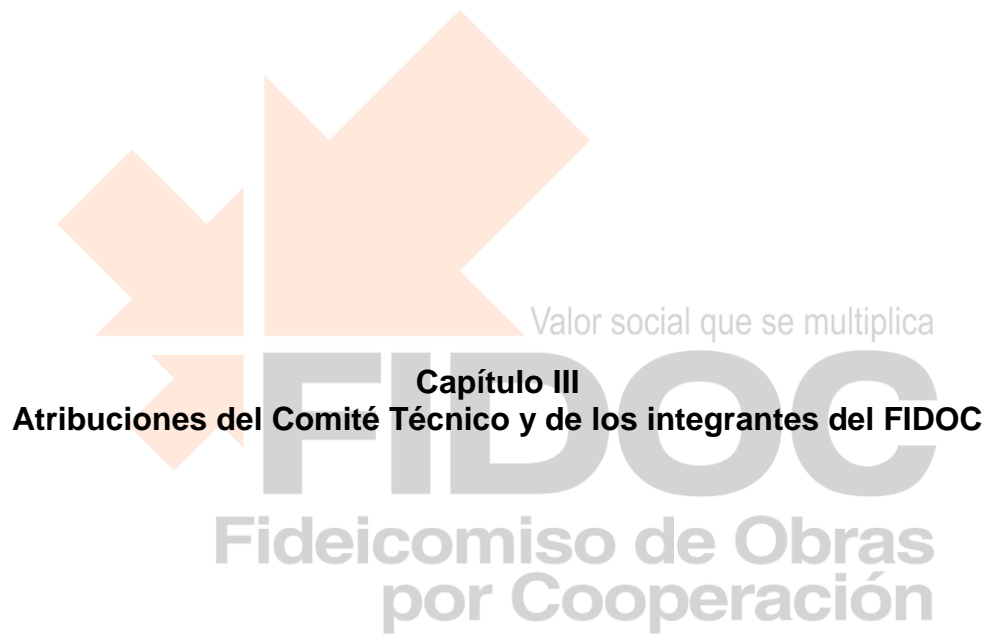 Valor social que se multiplica
Capítulo III
Atribuciones del Comité Técnico y de los integrantes del FIDOC
FIDOC
Fideicomiso de Obras
por Cooperación